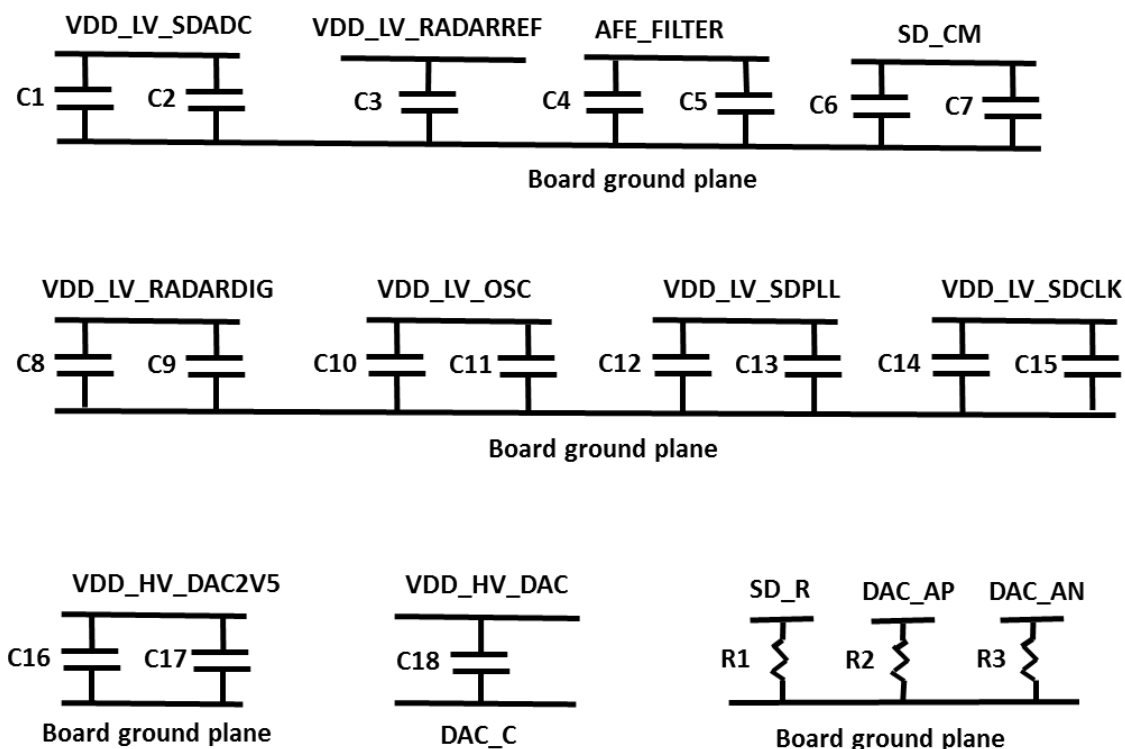 VDD_LV_SDADC VDD_LV_RADARREF AFE_FILTER SD_CM
C1 C2 C3 C4 C5 C6 C7
Board ground plane
VDD_LV_RADARDIG VDD_LV_OSC VDD_LV_SDPLL VDD_LV_SDCLK
C8 C9 C10 C11 C12 C13 C14 C15
Board ground plane
VDD_HV_DAC2V5 VDD_HV_DAC SD_R DAC_AP DAC_AN
C16 C17 C18 R1 R2 R3
Board ground plane DAC_C Board ground plane